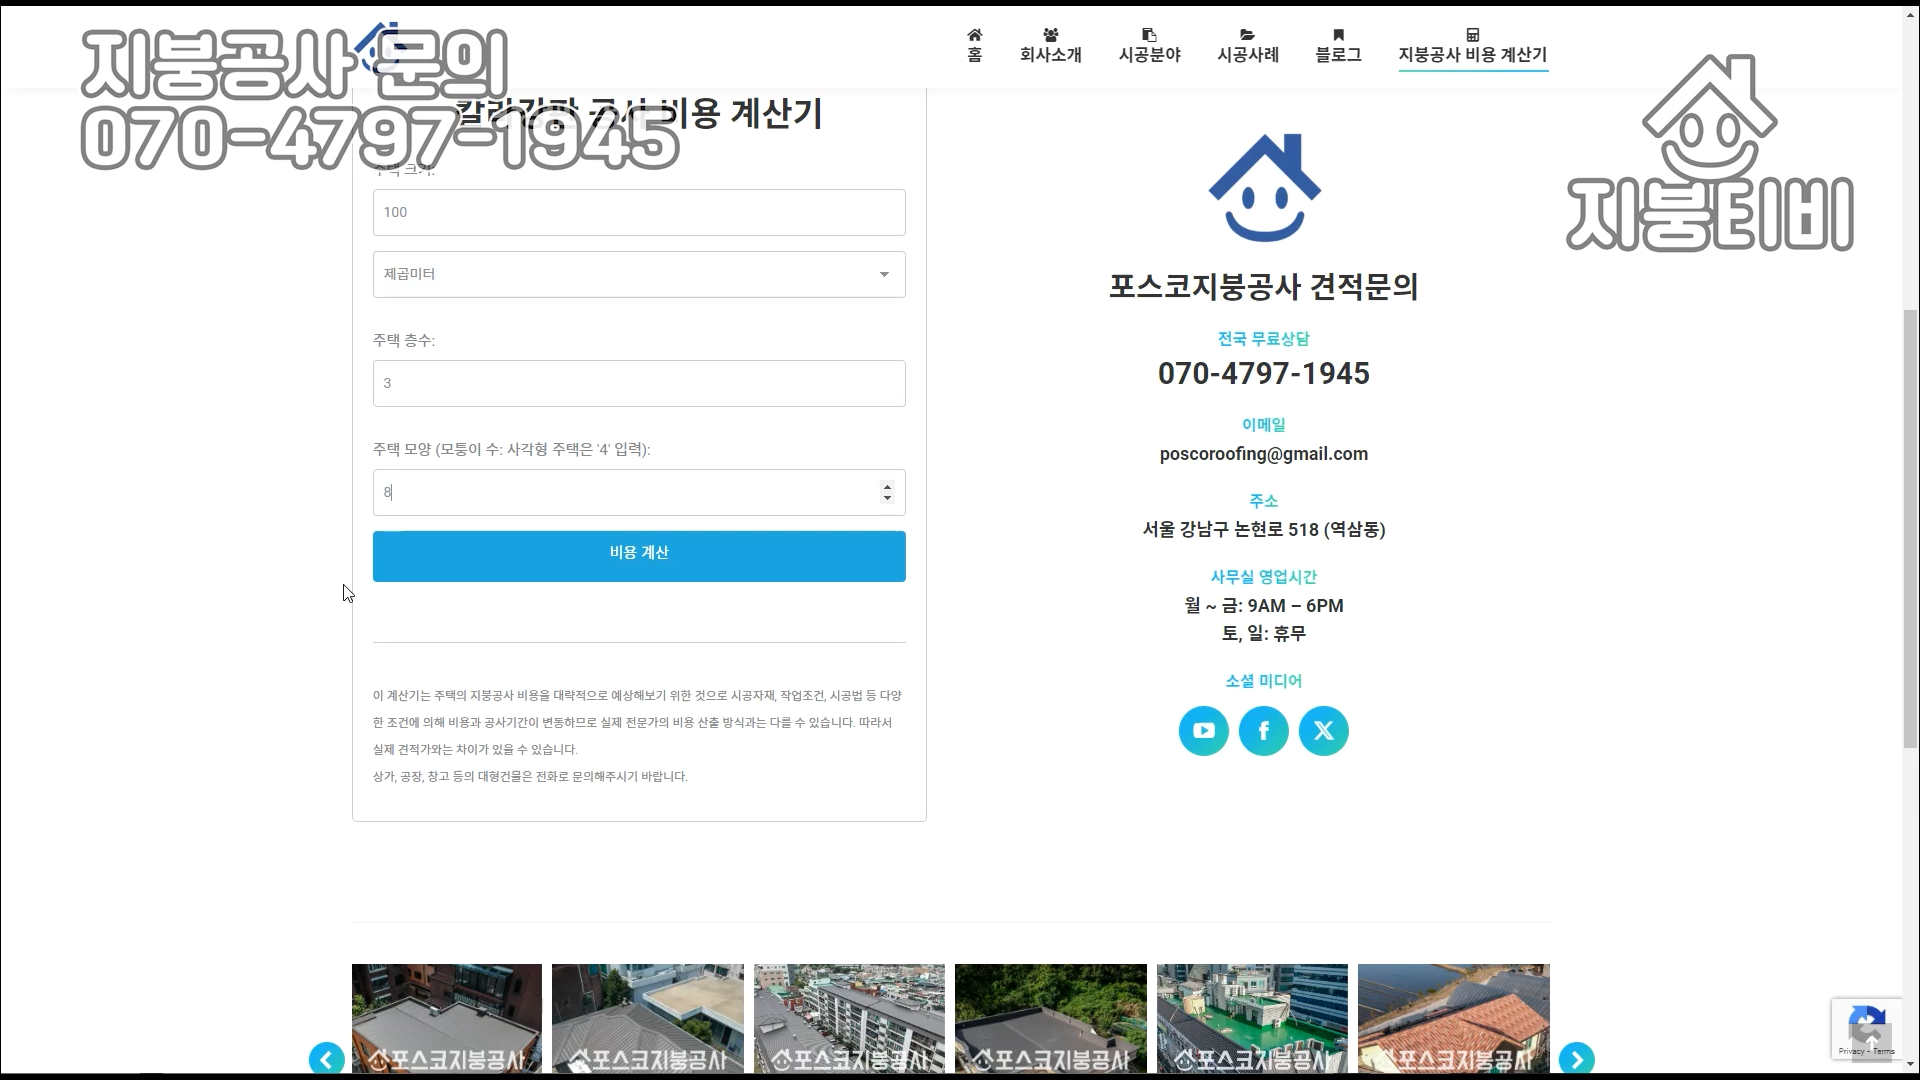 지붕공사 문의
070-4797-1945
홈
회사소개
시공분야
시공사례
블로그
지붕공사 비용 계산기
지붕티비
칼라강판 공사 비용 계산기
주택 크기:
100
제곱미터
주택 층수:
3
주택 모양 (모퉁이 수: 사각형 주택은 '4' 입력):
8
비용 계산
이 계산기는 주택의 지붕공사 비용을 대략적으로 예상해보기 위한 것으로 시공자재, 작업조건, 시공법 등 다양
한 조건에 의해 비용과 공사기간이 변동하므로 실제 전문가의 비용 산출 방식과는 다를 수 있습니다. 따라서
실제 견적가와는 차이가 있을 수 있습니다.
상가, 공장, 창고 등의 대형건물은 전화로 문의해주시기 바랍니다.
포스코지붕공사 견적문의
전국 무료상담
070-4797-1945
이메일
poscoroofing@gmail.com
주소
서울 강남구 논현로 518 (역삼동)
사무실 영업시간
월 ~ 금: 9AM – 6PM
토, 일: 휴무
소셜 미디어
포스코지붕공사
포스코지붕공사
포스코지붕공사
포스코지붕공사
포스코지붕공사
포스코지붕공사
Privacy - Terms